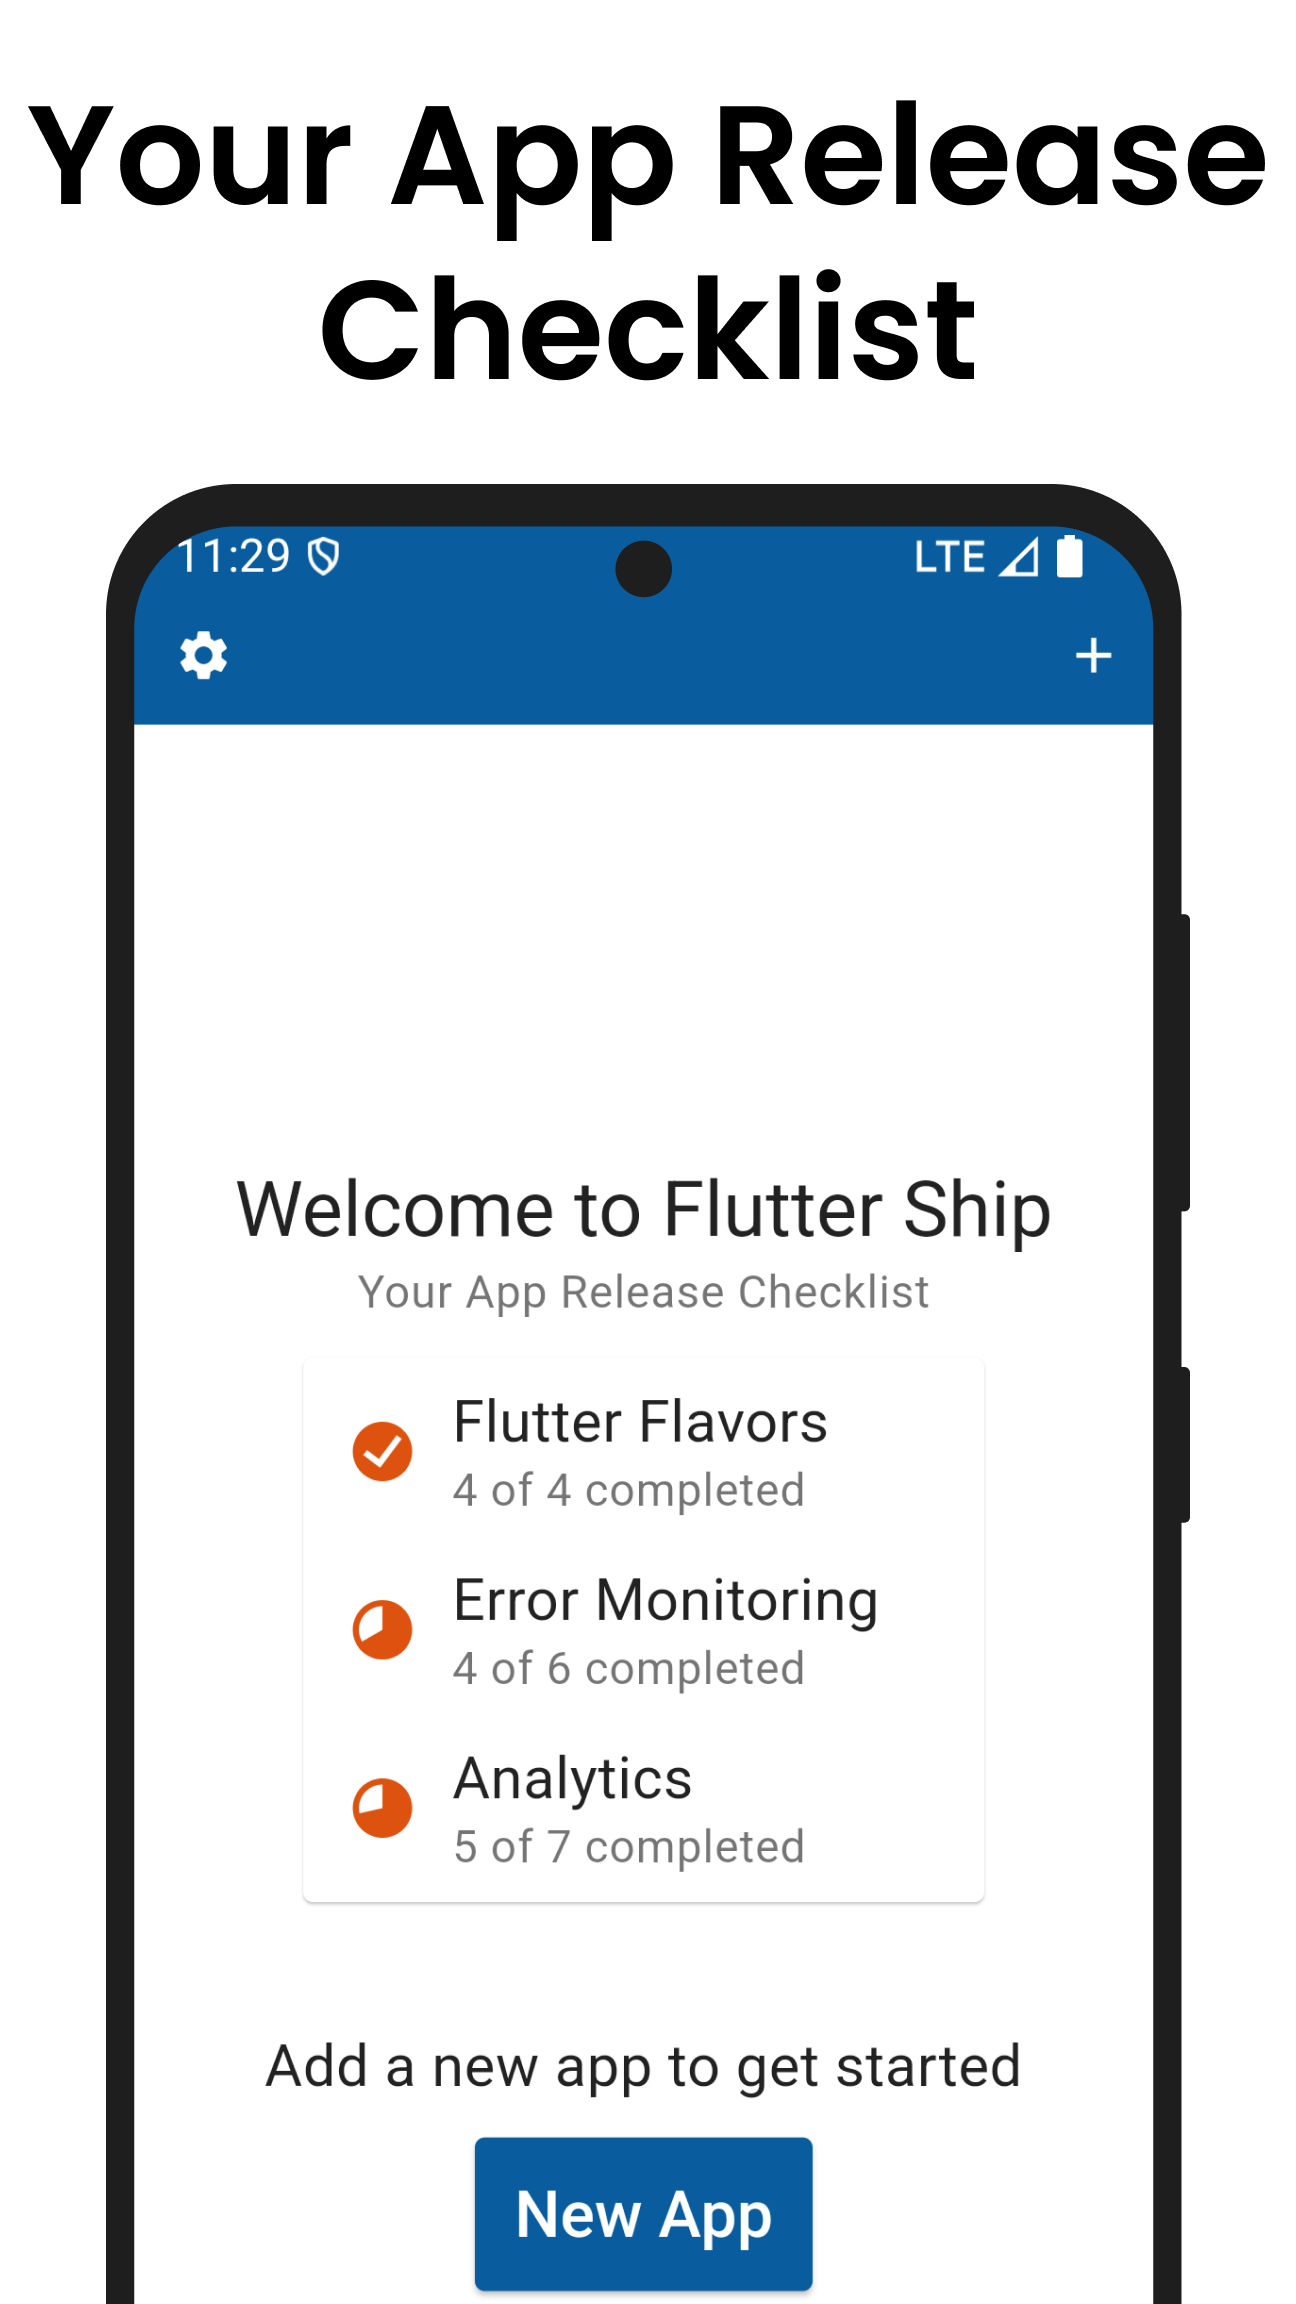 Your App Release
Checklist
11:29 LTE
Welcome to Flutter Ship
Your App Release Checklist
Flutter Flavors
4 of 4 completed
Error Monitoring
4 of 6 completed
Analytics
5 of 7 completed
Add a new app to get started
New App